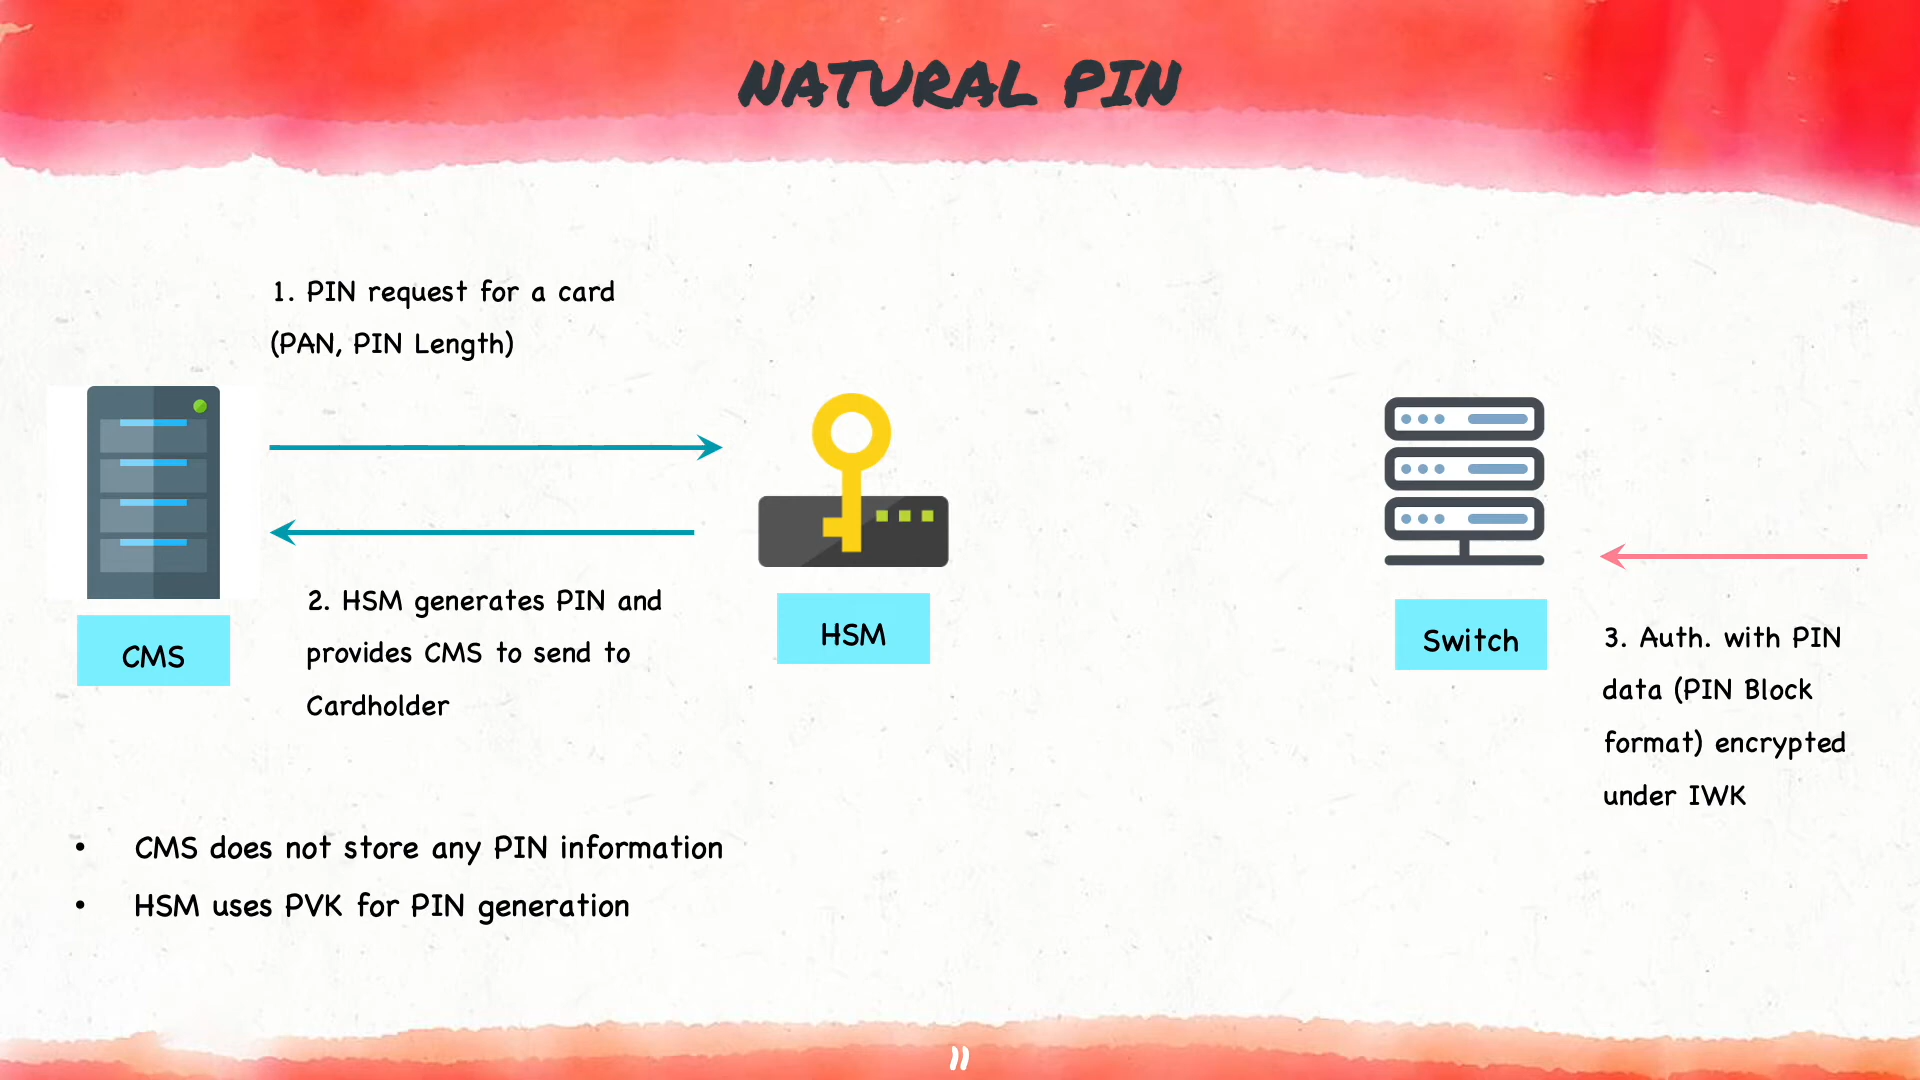 NATURAL PIN
1. PIN request for a card
(PAN, PIN Length)
2. HSM generates PIN and
provides CMS to send to
Cardholder
CMS
HSM
Switch
3. Auth. with PIN
data (PIN Block
format) encrypted
under IWK
• CMS does not store any PIN information
• HSM uses PVK for PIN generation
11